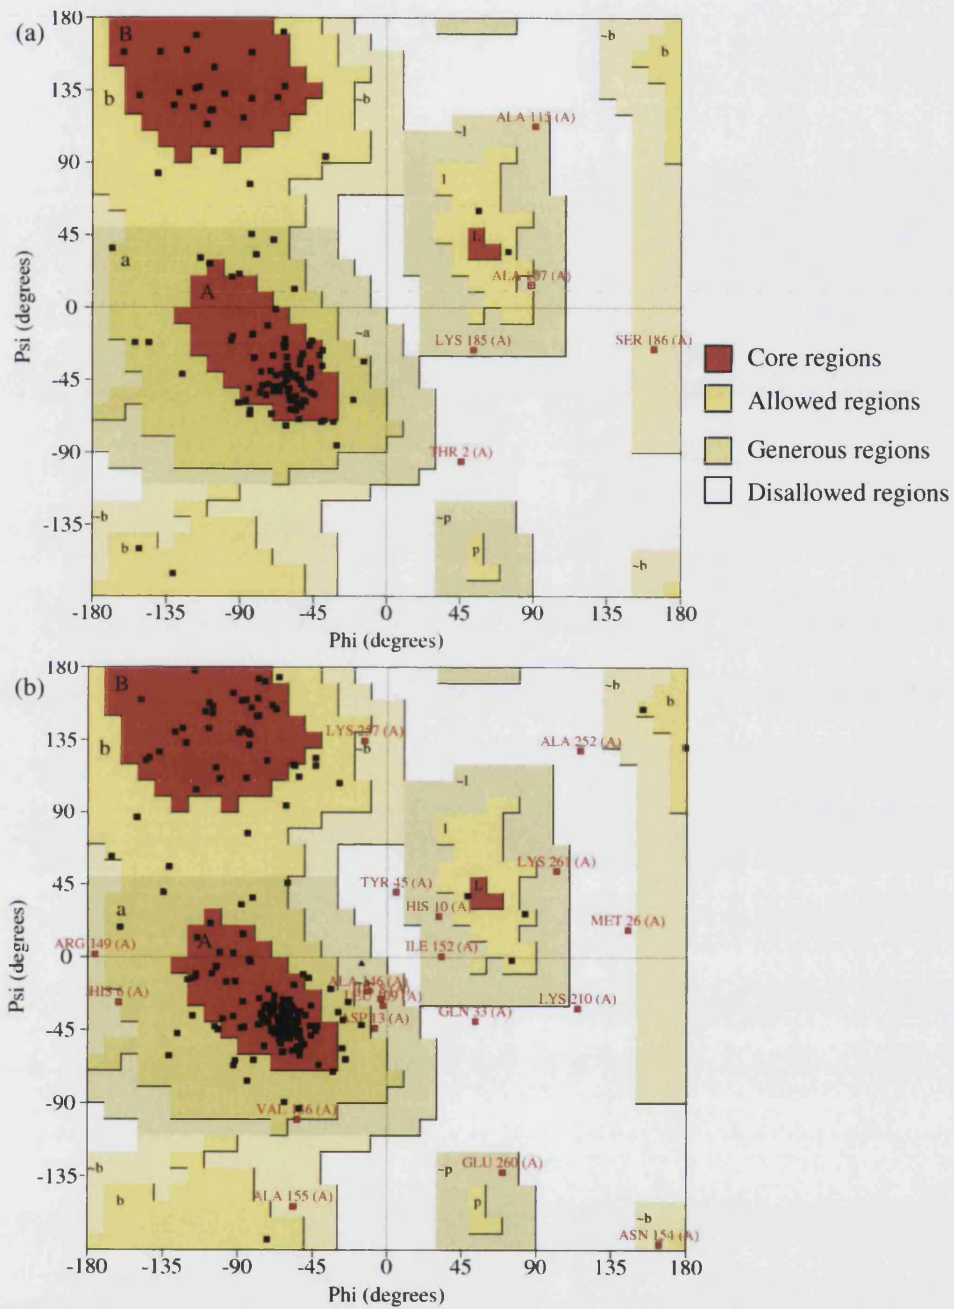 (a)
180
135
90
45
0
-45
-90
-135
-180
Psi (degrees)
B
b
~b
a
A
~a
~b
b
~l
l
L
~b
b
~p
p
~b
ALA 115 (A)
LYS 185 (A)
SER 186 (A)
THR 2 (A)
-180 -135 -90 -45 0 45 90 135 180
Phi (degrees)
Core regions
Allowed regions
Generous regions
Disallowed regions
(b)
180
135
90
45
0
-45
-90
-135
-180
Psi (degrees)
B
b
~b
a
A
~b
b
~l
l
L
~b
b
~p
p
~b
LYS 257 (A)
ALA 252 (A)
LYS 261 (A)
TYR 45 (A)
HIS 10 (A)
MET 26 (A)
ARG 149 (A)
ILE 152 (A)
HIS 6 (A)
ASP 13 (A)
GLN 33 (A)
LYS 210 (A)
GLU 260 (A)
ALA 155 (A)
ASN 154 (A)
-180 -135 -90 -45 0 45 90 135 180
Phi (degrees)